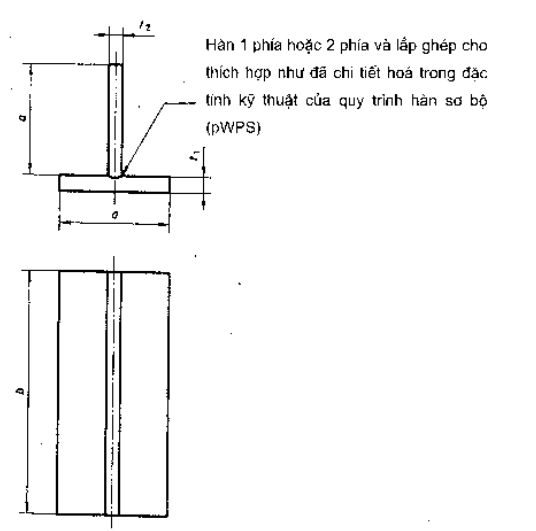 t2
Hàn 1 phía hoặc 2 phía và lắp ghép cho
thích hợp như đã chi tiết hoá trong đặc
tính kỹ thuật của quy trình hàn sơ bộ
(pWPS)
a
t1
a
b